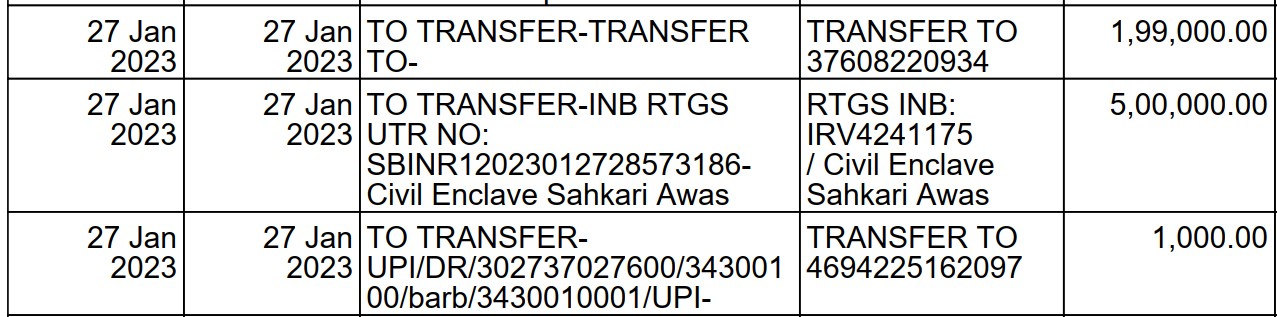 27 Jan 2023 27 Jan 2023 TO TRANSFER-TRANSFER TO- TRANSFER TO 37608220934 1,99,000.00
27 Jan 2023 27 Jan 2023 TO TRANSFER-INB RTGS UTR NO: SBINR12023012728573186- Civil Enclave Sahkari Awas RTGS INB: IRV4241175 / Civil Enclave Sahkari Awas 5,00,000.00
27 Jan 2023 27 Jan 2023 TO TRANSFER- UPI/DR/302737027600/343001 00/barb/3430010001/UPI- TRANSFER TO 4694225162097 1,000.00